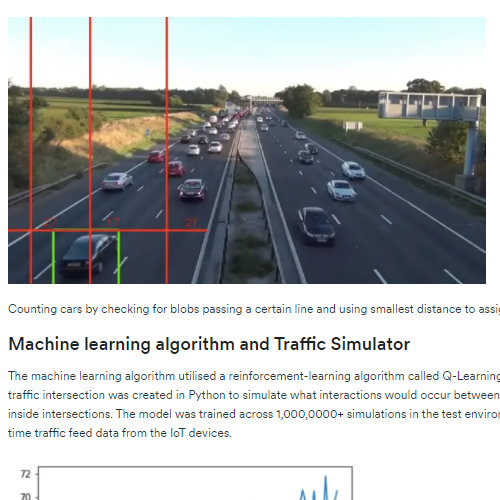 21
Counting cars by checking for blobs passing a certain line and using smallest distance to
Machine learning algorithm and Traffic Simulator
The machine learning algorithm utilised a reinforcement-learning algorithm called Q-Learning
traffic intersection was created in Python to simulate what interactions would occur between
inside intersections. The model was trained across 1,000,0000+ simulations in the test
time traffic feed data from the IoT devices.
72
70